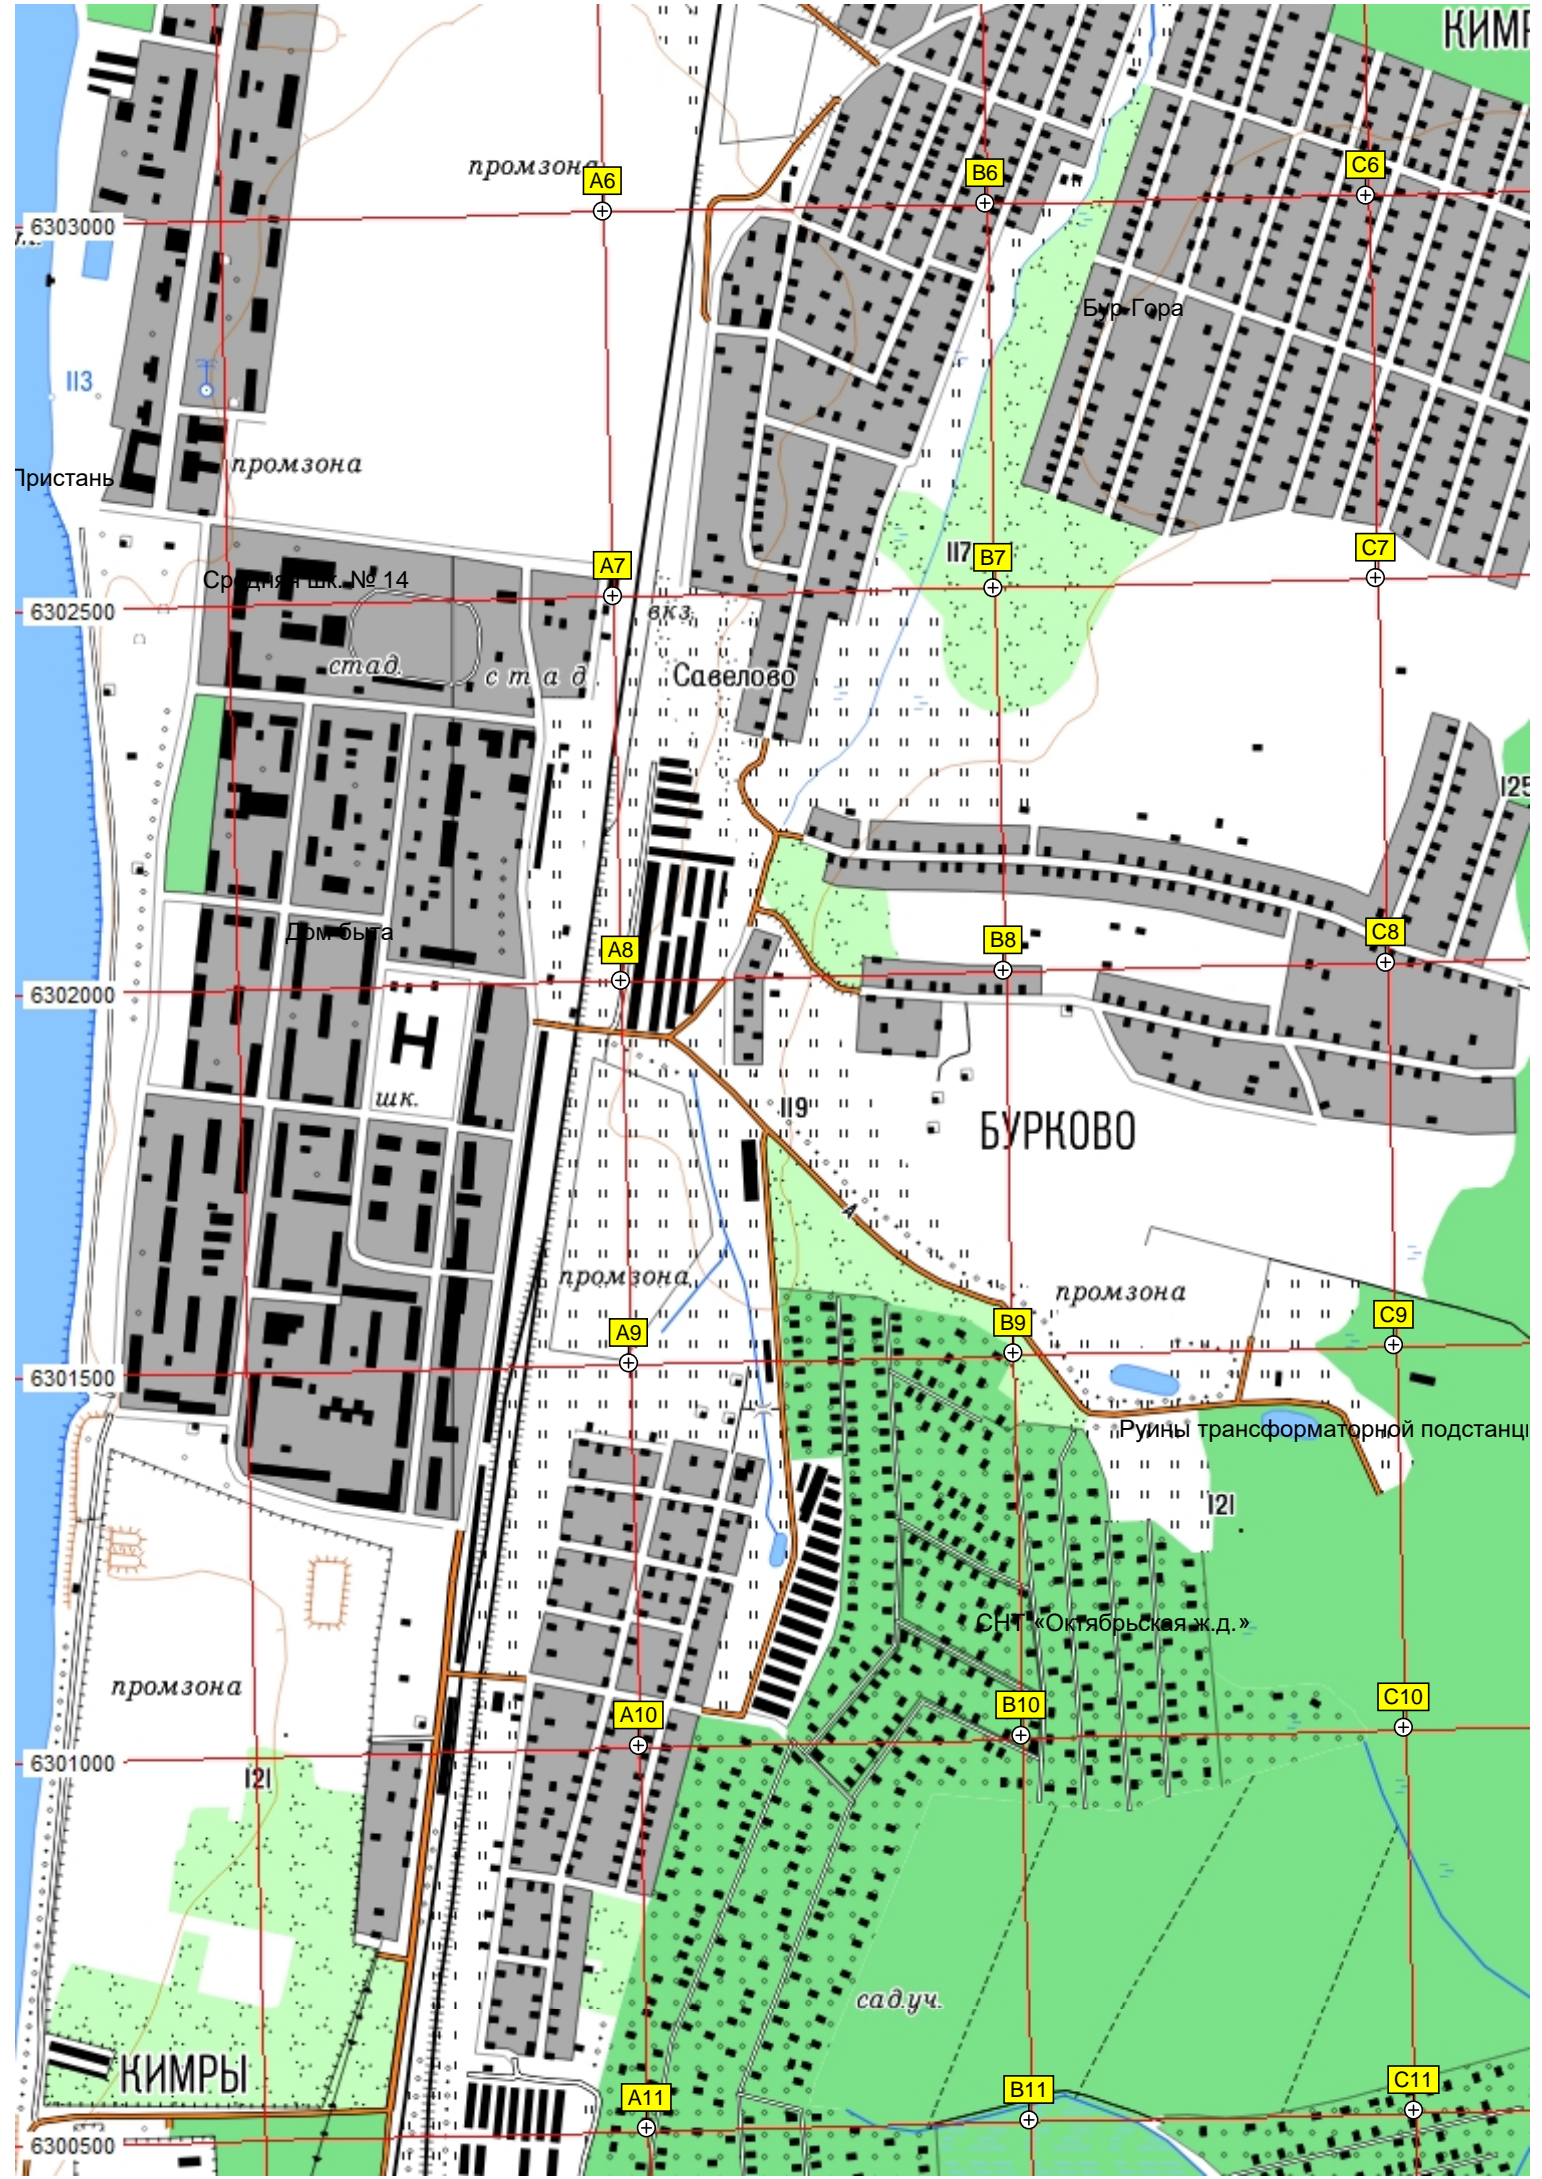 КИМР
промзона
A6
B6
C6
6303000
Бур-Гора
113
промзона
Пристань
117
B7
C7
A7
Средняя шк. № 14
вкз.
6302500
стад.
стад.
Савелово
125
Дом быта
A8
B8
C8
6302000
шк.
119
БУРКОВО
промзона
промзона
A9
B9
C9
6301500
Руины трансформаторной подстанци
121
СНТ «Октябрьская ж.д.»
промзона
A10
B10
C10
6301000
121
сад.уч.
КИМРЫ
A11
B11
C11
6300500